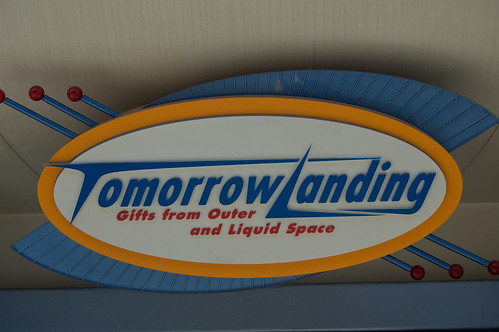 TomorrowLanding
Gifts from Outer
and Liquid Space